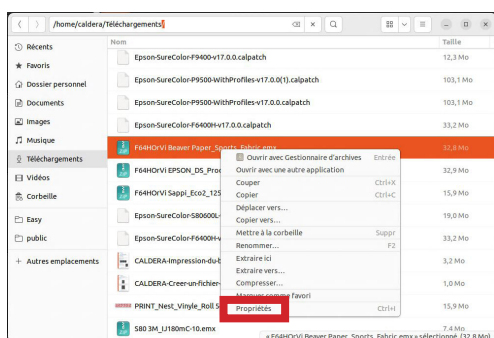 /home/caldera/Téléchargements/
Nom
Taille
Récents
Favoris
Dossier personnel
Documents
Images
Musique
Téléchargements
Vidéos
Corbeille
Easy
public
+ Autres emplacements
Epson-SureColor-F9400-v17.0.0.calpatch 12,3 Mo
Epson-SureColor-P9500-WithProfiles-v17.0.0(1).calpatch 103,1 Mo
Epson-SureColor-P9500-WithProfiles-v17.0.0.calpatch 103,1 Mo
Epson-SureColor-F6400H-v17.0.0.calpatch 33,2 Mo
F64HOrVi Beaver Paper_Sports_Fabric.emx 32,8 Mo
F64HOrVi EPSON_DS_Proc 32,9 Mo
F64HOrVi Sappi_Eco2_125 15,9 Mo
Epson-SureColor-S80600L- 19,0 Mo
Epson-SureColor-F6400H-v 33,2 Mo
CALDERA-Impression-du-b 3,2 Mo
CALDERA-Creer-un-fichier- 1,0 Mo
PRINT_Nest_Vinyle_Roll S 15,9 Mo
S80 3M_IJ180mC-10.emx 7,4 Mo
Ouvrir avec Gestionnaire d'archives Entrée
Ouvrir avec une autre application
Couper Ctrl+X
Copier Ctrl+C
Déplacer vers…
Copier vers…
Mettre à la corbeille Suppr
Renommer… F2
Extraire ici
Extraire vers…
Compresser…
Marquer comme favori
Propriétés Ctrl+I
« F64HOrVi Beaver Paper_Sports_Fabric.emx » sélectionné (32,8 Mo)